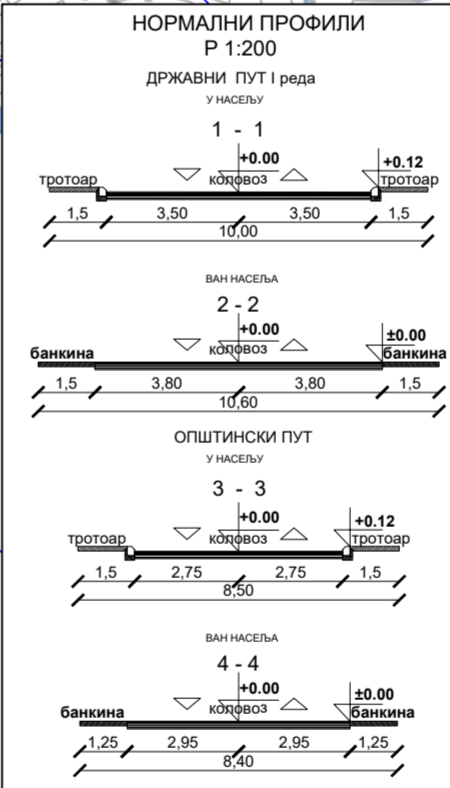 НОРМАЛНИ ПРОФИЛИ
Р 1:200
ДРЖАВНИ ПУТ I реда
У НАСЕЉУ
1 - 1
+0.00 +0.12
тротоар коловоз тротоар
1,5 3,50 3,50 1,5
10,00
ВАН НАСЕЉА
2-2
+0.00 ±0.00
банкина коловоз банкина
1,5 3,80 3,80 1,5
10,60
ОПШТИНСКИ ПУТ
У НАСЕЉУ
3 - 3
+0.00 +0.12
тротоар коловоз тротоар
1,5 2,75 2,75 1,5
8,50
ВАН НАСЕЉА
4-4
+0.00 ±0.00
банкина коловоз банкина
1,25 2,95 2,95 1,25
8,40